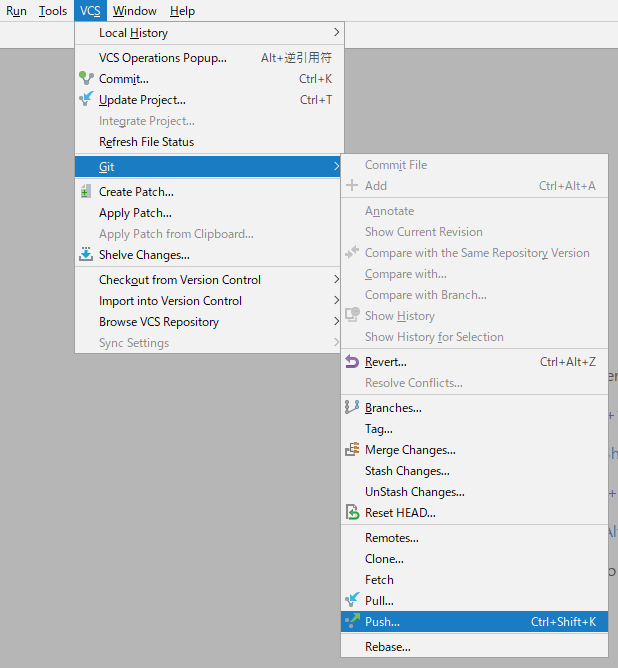 Run Tools VCS Window Help
Local History
VCS Operations Popup... Alt+逆引用符
Commit... Ctrl+K
Update Project... Ctrl+T
Integrate Project...
Refresh File Status
Git
Create Patch...
Apply Patch...
Apply Patch from Clipboard...
Shelve Changes...
Checkout from Version Control
Import into Version Control
Browse VCS Repository
Sync Settings
Commit File
Add Ctrl+Alt+A
Annotate
Show Current Revision
Compare with the Same Repository Version
Compare with...
Compare with Branch...
Show History
Show History for Selection
Revert... Ctrl+Alt+Z
Resolve Conflicts...
Branches...
Tag...
Merge Changes...
Stash Changes...
UnStash Changes...
Reset HEAD...
Remotes...
Clone...
Fetch
Pull...
Push... Ctrl+Shift+K
Rebase...